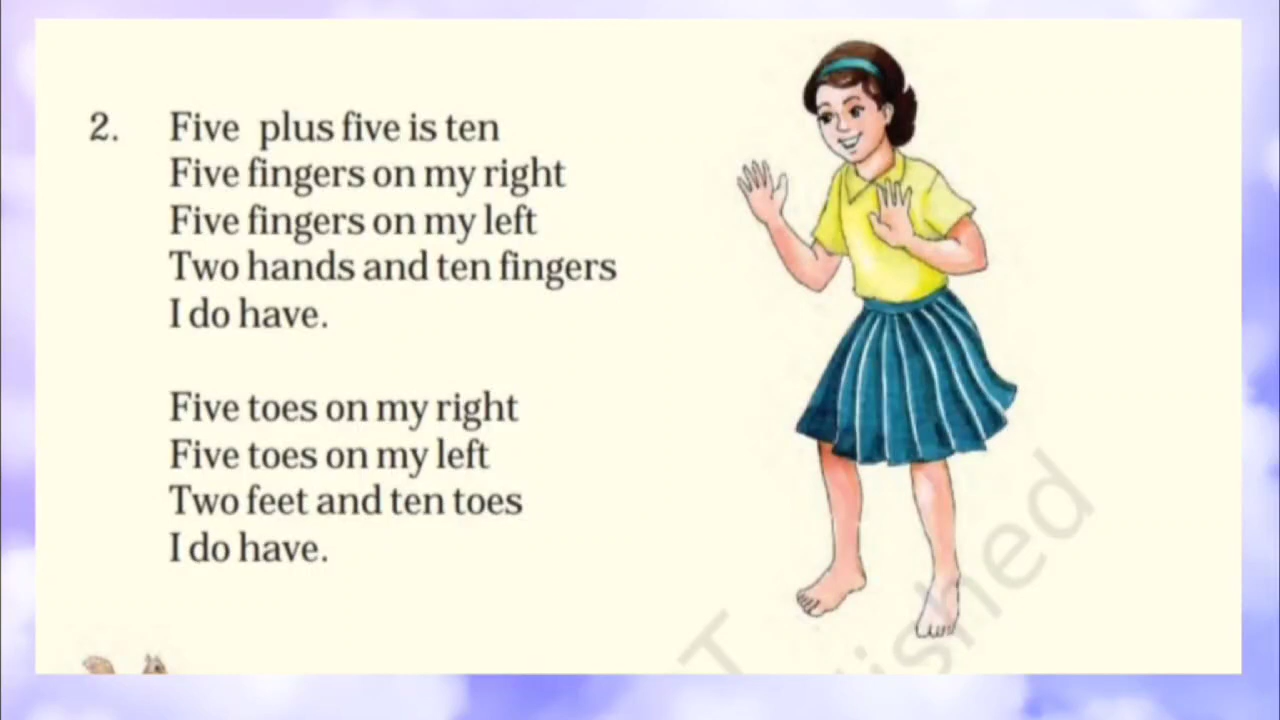 2. Five plus five is ten
Five fingers on my right
Five fingers on my left
Two hands and ten fingers
I do have.
Five toes on my right
Five toes on my left
Two feet and ten toes
I do have.